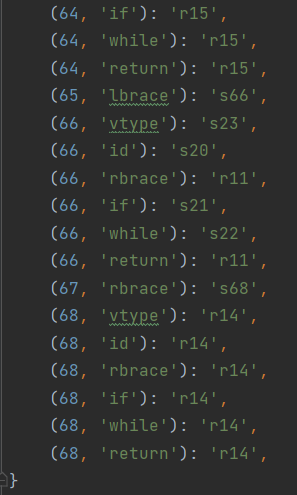 (64, 'if'): 'r15',
(64, 'while'): 'r15',
(64, 'return'): 'r15',
(65, 'lbrace'): 's66',
(66, 'vtype'): 's23',
(66, 'id'): 's20',
(66, 'rbrace'): 'r11',
(66, 'if'): 's21',
(66, 'while'): 's22',
(66, 'return'): 'r11',
(67, 'rbrace'): 's68',
(68, 'vtype'): 'r14',
(68, 'id'): 'r14',
(68, 'rbrace'): 'r14',
(68, 'if'): 'r14',
(68, 'while'): 'r14',
(68, 'return'): 'r14',
}